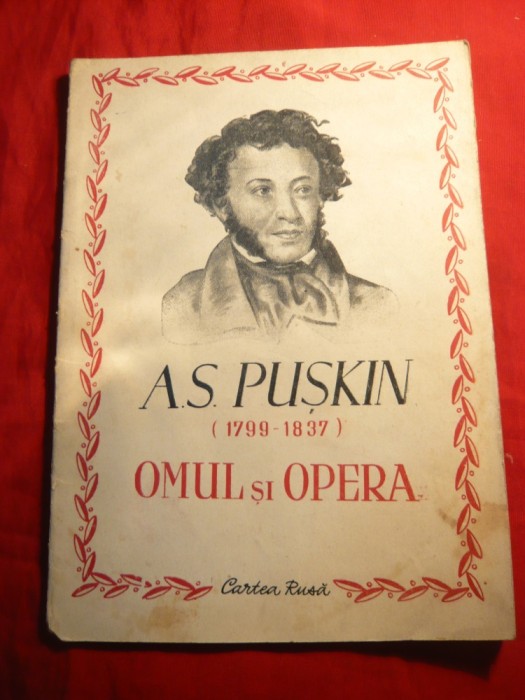 A.S. PUȘKIN
(1799-1837)
OMUL ȘI OPERA
Cartea Rusă